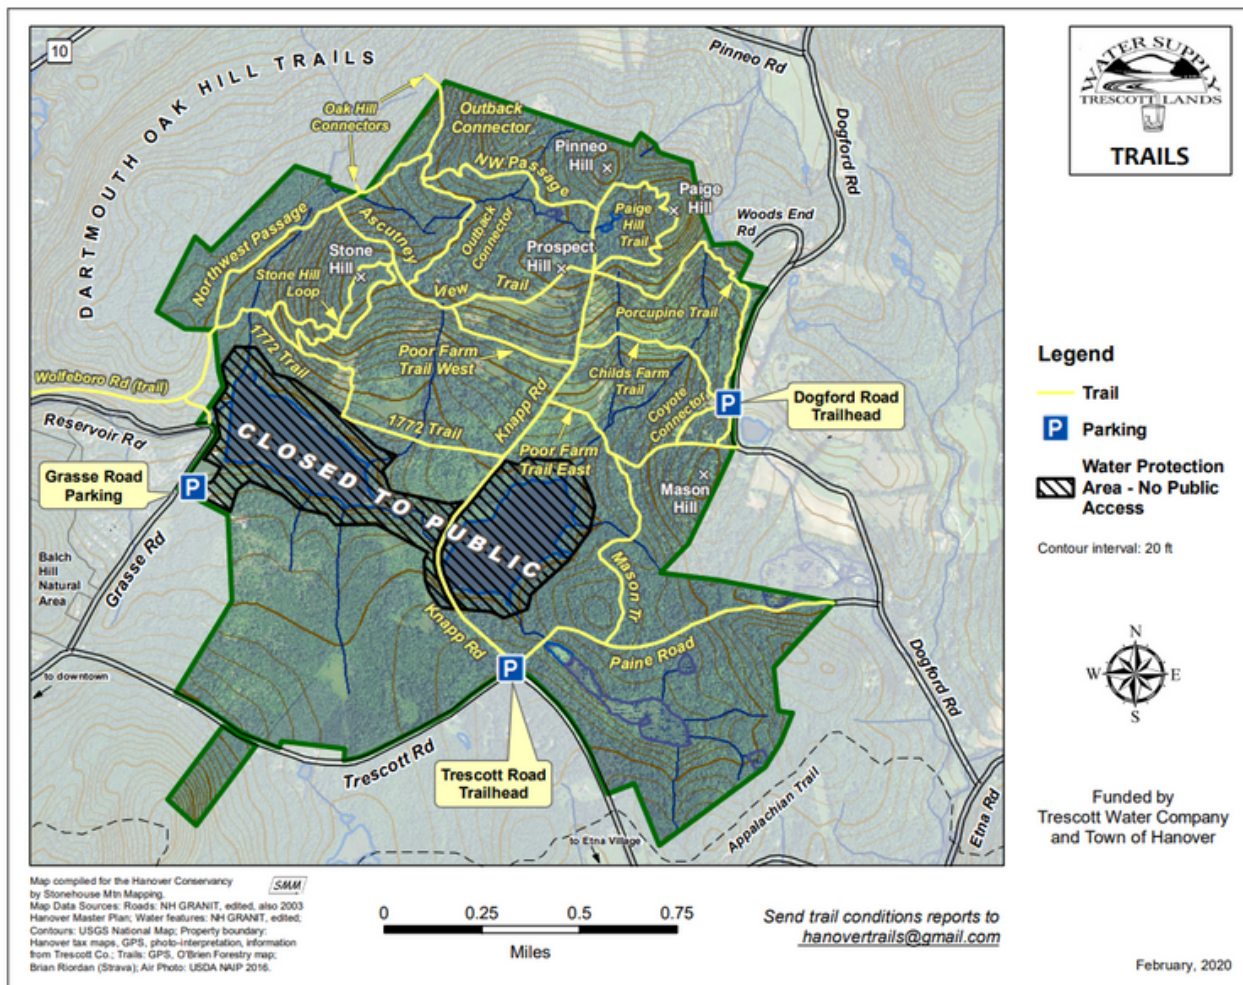 10
DARTMOUTH OAK HILL TRAILS
Oak Hill
Connectors
Outback
Connector
Pinneo Rd
Dogford Rd
NW Passage
Pinneo
Hill
Paige
Hill
Paige
Hill
Trail
Woods End
Rd
Northwest Passage
Ascutney
View
Trail
Outback
Connector
Stone
Hill
Prospect
Hill
Stone Hill
Loop
Porcupine Trail
1772 Trail
Poor Farm
Trail West
Childs Farm
Trail
Wolfeboro Rd (trail)
Reservoir Rd
Knapp Rd
Coyote
Connector
P
Dogford Road
Trailhead
1772 Trail
Poor Farm
Trail East
CLOSED TO PUBLIC
Grasse Road
Parking
P
Mason
Hill
Balch
Hill
Natural
Area
Grasse Rd
Mason Tr
Knapp Rd
Paine Road
P
Dogford Rd
to downtown
Trescott Rd
Trescott Road
Trailhead
Appalachian Trail
to Etna Village
Etna Rd
WATER SUPPLY
TRESCOTT LANDS
TRAILS
Legend
Trail
P Parking
Water Protection
Area - No Public
Access
Contour interval: 20 ft
N
W E
S
Funded by
Trescott Water Company
and Town of Hanover
Map compiled for the Hanover Conservancy
by Stonehouse Mtn Mapping.
SMM
Map Data Sources: Roads: NH GRANIT, edited, also 2003
Hanover Master Plan; Water features: NH GRANIT, edited;
Contours: USGS National Map; Property boundary:
Hanover tax maps, GPS, photo-interpretation, information
from Trescott Co.; Trails: GPS, O'Brien Forestry map;
Brian Riordan (Strava); Air Photo: USDA NAIP 2016.
0 0.25 0.5 0.75
Miles
Send trail conditions reports to
hanovertrails@gmail.com
February, 2020